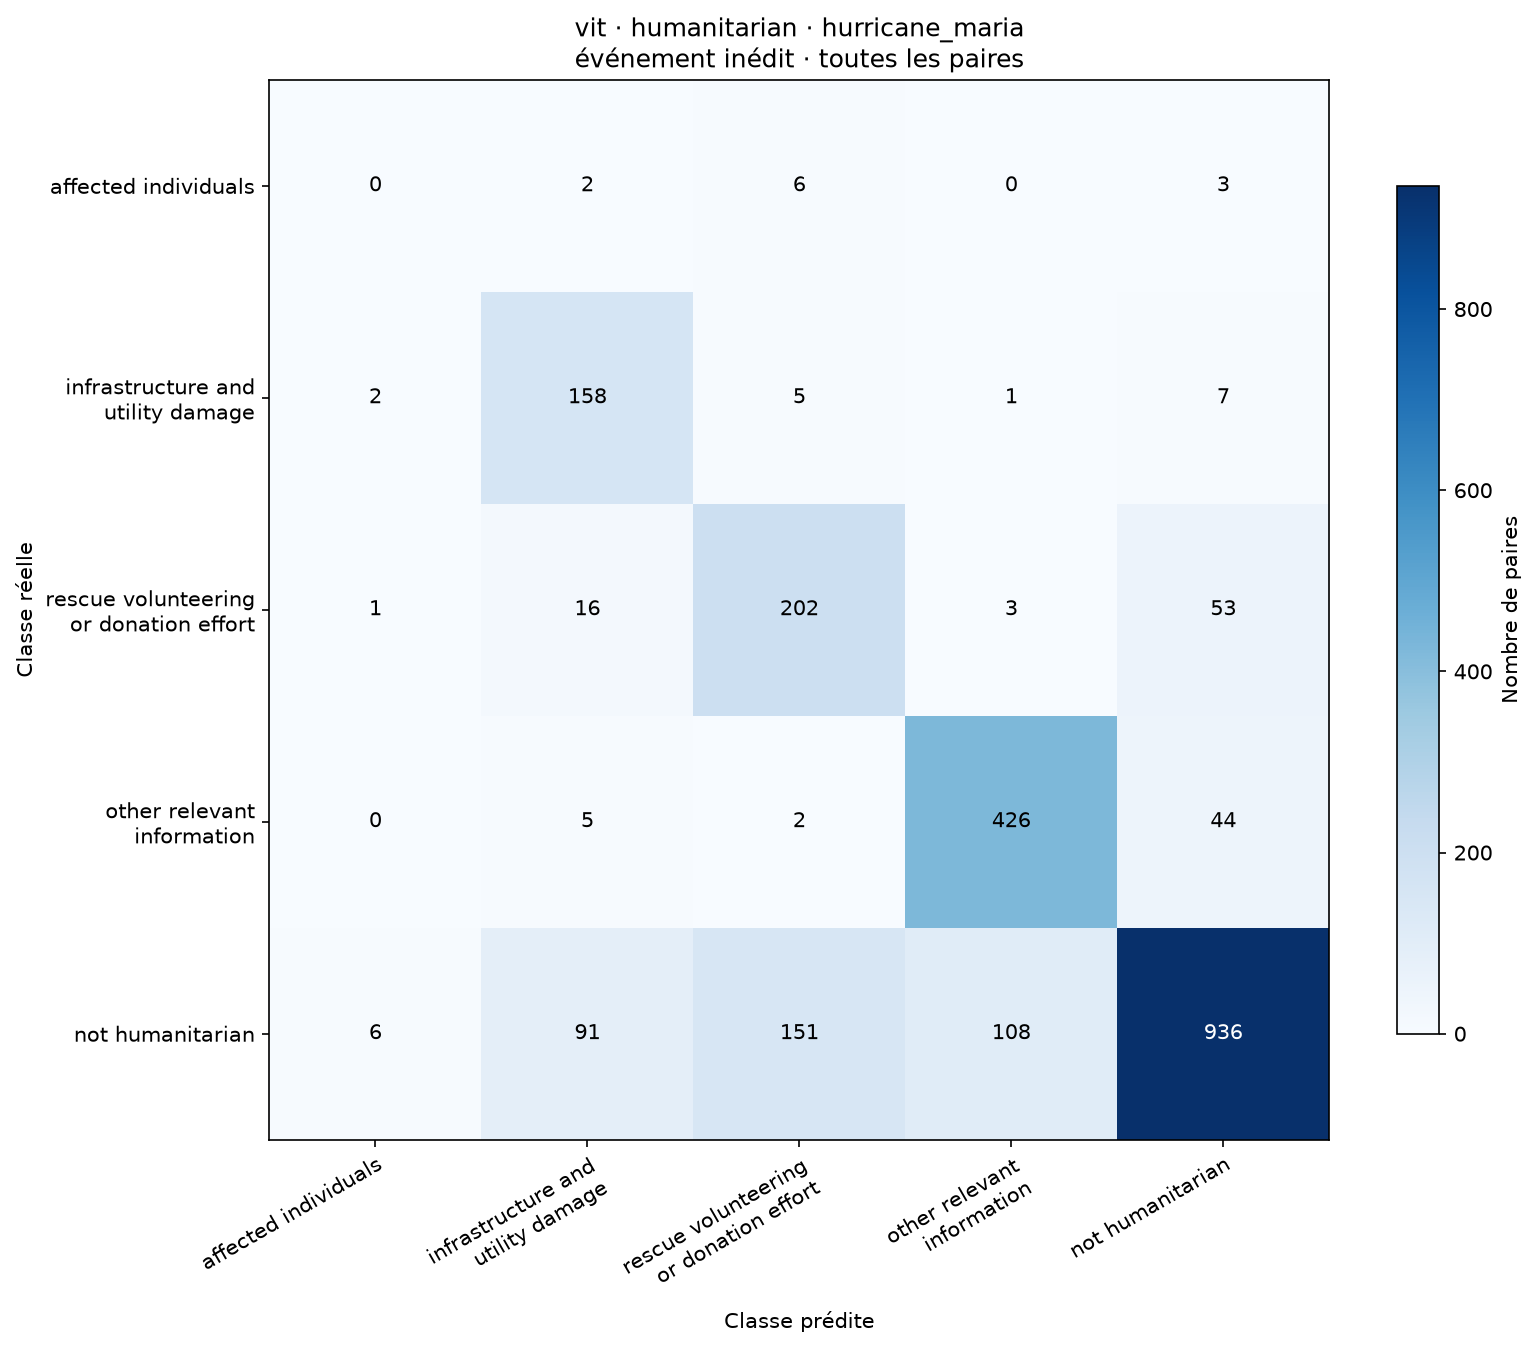 vit · humanitarian · hurricane_maria
événement inédit · toutes les paires
Classe réelle
affected individuals
0 2 6 0 3
infrastructure and
utility damage
2 158 5 1 7
rescue volunteering
or donation effort
1 16 202 3 53
other relevant
information
0 5 2 426 44
not humanitarian
6 91 151 108 936
affected individuals
infrastructure and
utility damage
rescue volunteering
or donation effort
other relevant
information
not humanitarian
Classe prédite
800
600
400
200
0
Nombre de paires